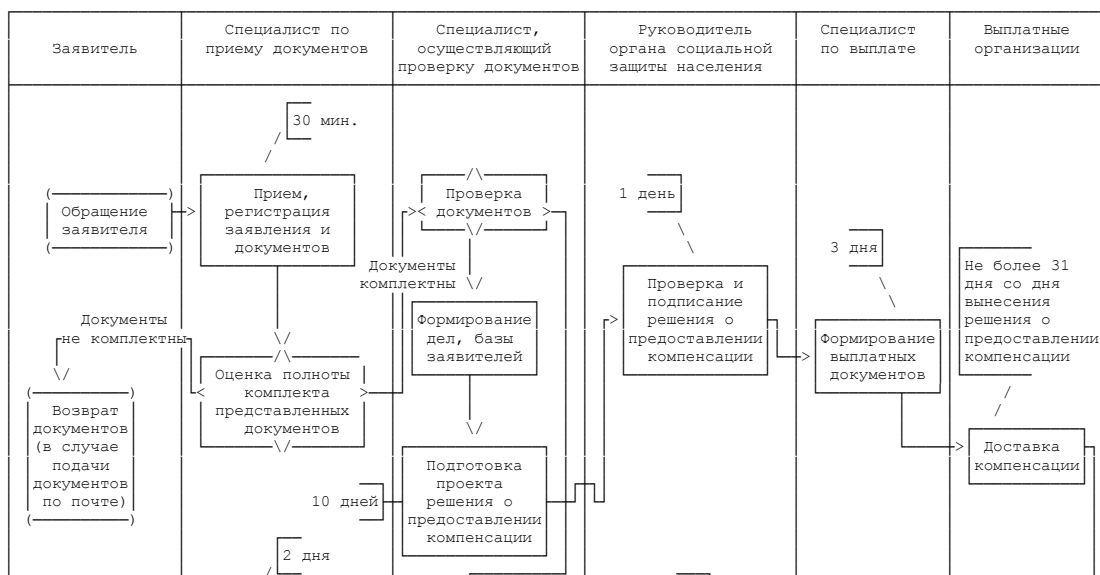 Заявитель
Специалист по
приему документов
Специалист,
осуществляющий
проверку документов
Руководитель
органа социальной
защиты населения
Специалист
по выплате
Выплатные
организации
30 мин.
Обращение
заявителя
Прием,
регистрация
заявления и
документов
Проверка
документов
1 день
3 дня
Не более 31
дня со дня
вынесения
решения о
предоставлении
компенсации
Документы
комплектны
Проверка и
подписание
решения о
предоставлении
компенсации
Документы
не комплектны
Формирование
дел, базы
заявителей
Формирование
выплатных
документов
Оценка полноты
комплекта
представленных
документов
Возврат
документов
(в случае
подачи
документов
по почте)
Доставка
компенсации
10 дней
Подготовка
проекта
решения о
предоставлении
компенсации
2 дня